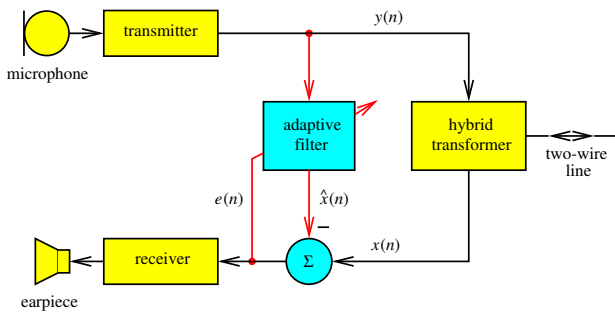 transmitter
y(n)
microphone
adaptive
filter
hybrid
transformer
two-wire
line
e(n)
x̂(n)
−
x(n)
receiver
Σ
earpiece